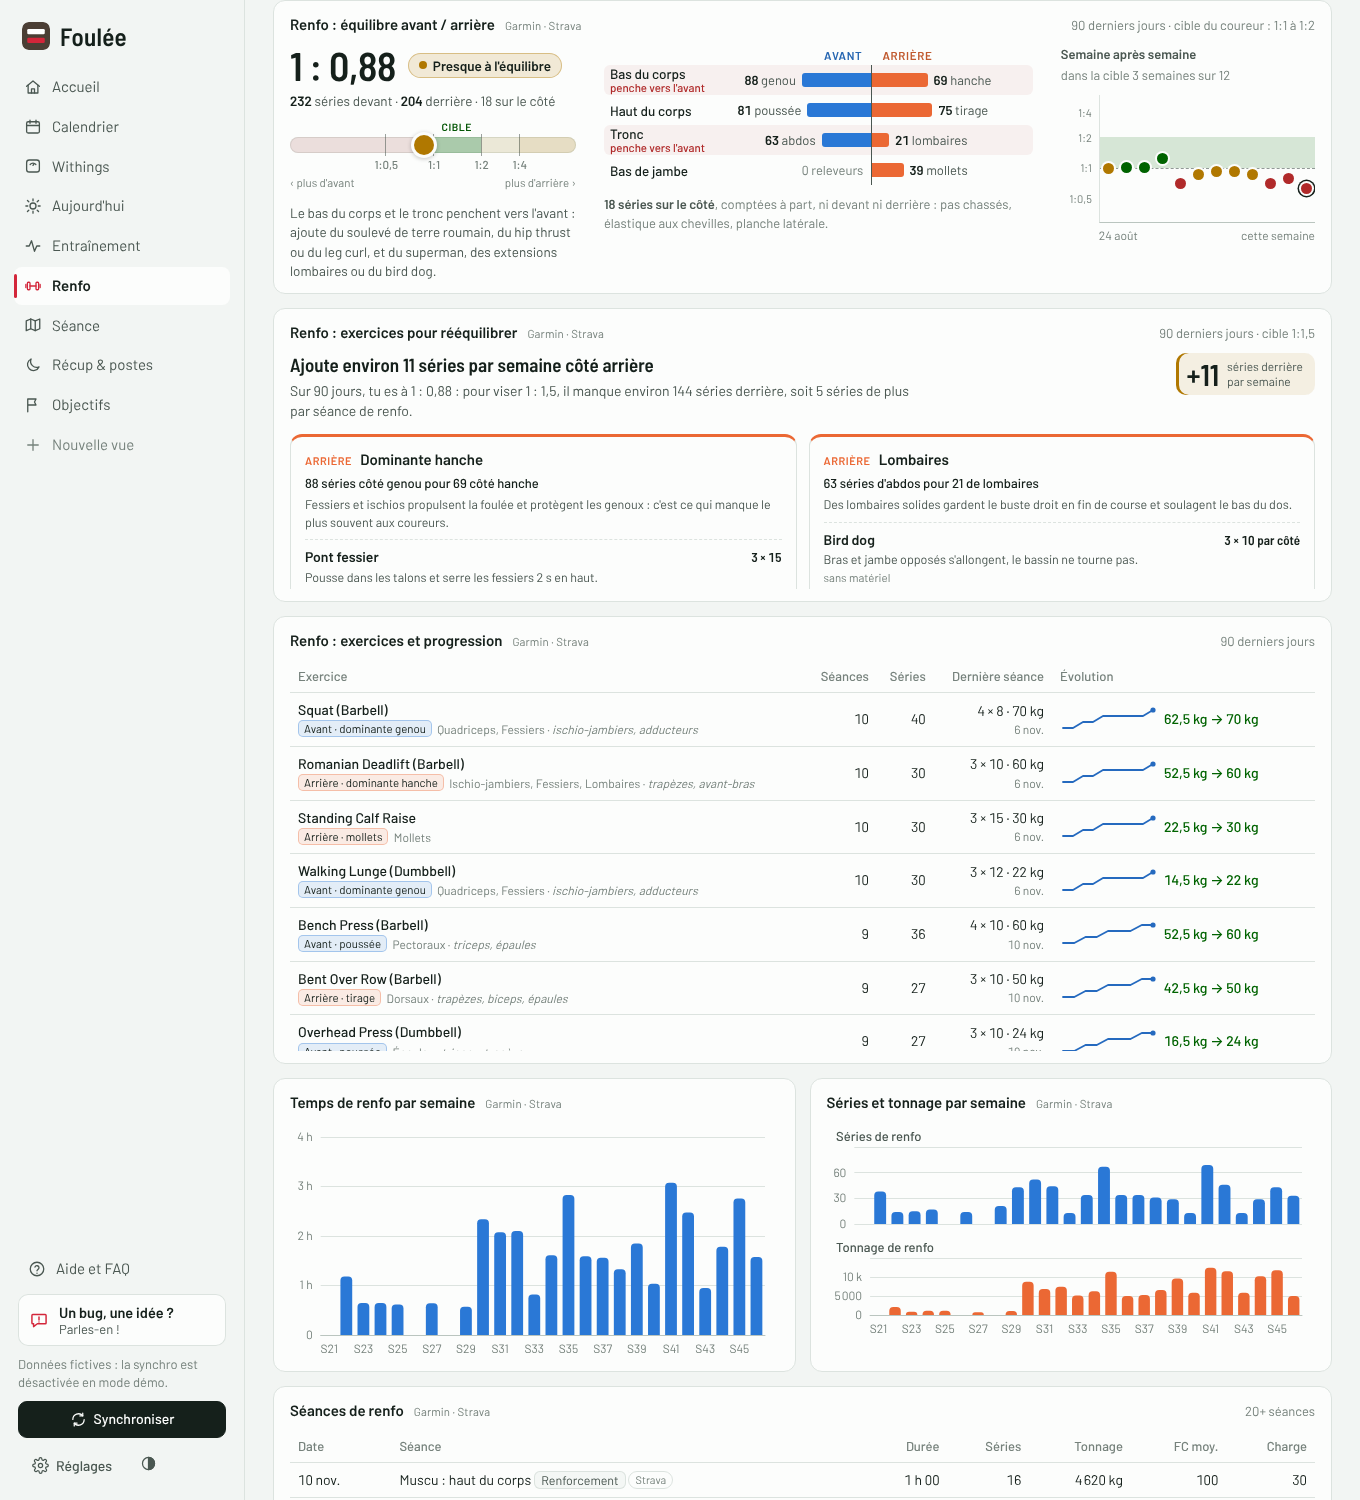 Foulée
Accueil
Calendrier
Withings
Aujourd'hui
Entraînement
Renfo
Séance
Récup & postes
Objectifs
Nouvelle vue
Aide et FAQ
Un bug, une idée ?
Parles-en !
Données fictives : la synchro est
désactivée en mode démo.
Synchroniser
Réglages
Renfo : équilibre avant / arrière Garmin · Strava 90 derniers jours · cible du coureur : 1:1 à 1:2
1 : 0,88 Presque à l'équilibre
232 séries devant · 204 derrière · 18 sur le côté
CIBLE
1:0,5 1:1 1:2 1:4
‹ plus d'avant plus d'arrière ›
Le bas du corps et le tronc penchent vers l'avant :
ajoute du soulevé de terre roumain, du hip thrust
ou du leg curl, et du superman, des extensions
lombaires ou du bird dog.
AVANT ARRIÈRE
Bas du corps 88 genou 69 hanche
penche vers l'avant
Haut du corps 81 poussée 75 tirage
Tronc 63 abdos 21 lombaires
penche vers l'avant
Bas de jambe 0 releveurs 39 mollets
18 séries sur le côté, comptées à part, ni devant ni derrière : pas chassés,
élastique aux chevilles, planche latérale.
Semaine après semaine
dans la cible 3 semaines sur 12
1:4
1:2
1:1
1:0,5
24 août cette semaine
Renfo : exercices pour rééquilibrer Garmin · Strava 90 derniers jours · cible 1:1,5
Ajoute environ 11 séries par semaine côté arrière
Sur 90 jours, tu es à 1 : 0,88 : pour viser 1 : 1,5, il manque environ 144 séries derrière, soit 5 séries de plus
par séance de renfo.
+11 séries derrière
par semaine
ARRIÈRE Dominante hanche
88 séries côté genou pour 69 côté hanche
Fessiers et ischios propulsent la foulée et protègent les genoux : c'est ce qui manque le
plus souvent aux coureurs.
Pont fessier 3 × 15
Pousse dans les talons et serre les fessiers 2 s en haut.
ARRIÈRE Lombaires
63 séries d'abdos pour 21 de lombaires
Des lombaires solides gardent le buste droit en fin de course et soulagent le bas du dos.
Bird dog 3 × 10 par côté
Bras et jambe opposés s'allongent, le bassin ne tourne pas.
sans matériel
Renfo : exercices et progression Garmin · Strava 90 derniers jours
Exercice Séances Séries Dernière séance Évolution
Squat (Barbell) 10 40 4 × 8 · 70 kg 62,5 kg → 70 kg
Avant · dominante genou Quadriceps, Fessiers · ischio-jambiers, adducteurs 6 nov.
Romanian Deadlift (Barbell) 10 30 3 × 10 · 60 kg 52,5 kg → 60 kg
Arrière · dominante hanche Ischio-jambiers, Fessiers, Lombaires · trapèzes, avant-bras 6 nov.
Standing Calf Raise 10 30 3 × 15 · 30 kg 22,5 kg → 30 kg
Arrière · mollets Mollets 6 nov.
Walking Lunge (Dumbbell) 10 30 3 × 12 · 22 kg 14,5 kg → 22 kg
Avant · dominante genou Quadriceps, Fessiers · ischio-jambiers, adducteurs 6 nov.
Bench Press (Barbell) 9 36 4 × 10 · 60 kg 52,5 kg → 60 kg
Avant · poussée Pectoraux · triceps, épaules 10 nov.
Bent Over Row (Barbell) 9 27 3 × 10 · 50 kg 42,5 kg → 50 kg
Arrière · tirage Dorsaux · trapèzes, biceps, épaules 10 nov.
Overhead Press (Dumbbell) 9 27 3 × 10 · 24 kg 16,5 kg → 24 kg
Temps de renfo par semaine Garmin · Strava
4 h
3 h
2 h
1 h
0
S21 S23 S25 S27 S29 S31 S33 S35 S37 S39 S41 S43 S45
Séries et tonnage par semaine Garmin · Strava
Séries de renfo
60
30
0
Tonnage de renfo
10 k
5 000
0
S21 S23 S25 S27 S29 S31 S33 S35 S37 S39 S41 S43 S45
Séances de renfo Garmin · Strava 20+ séances
Date Séance Durée Séries Tonnage FC moy. Charge
10 nov. Muscu : haut du corps Renforcement Strava 1 h 00 16 4 620 kg 100 30